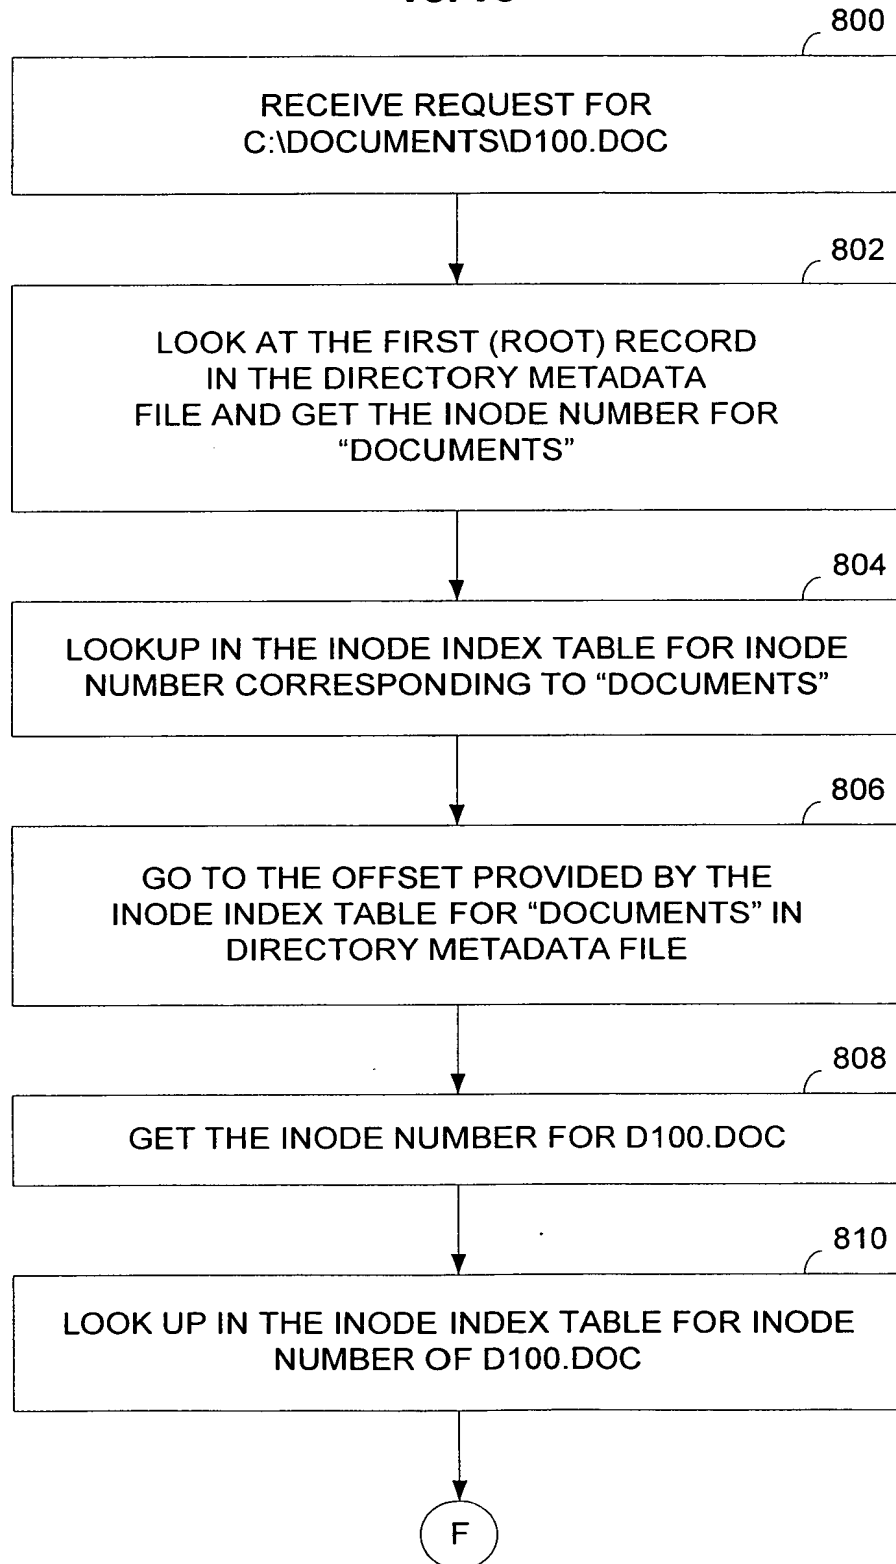 800
RECEIVE REQUEST FOR
C:\DOCUMENTS\D100.DOC
802
LOOK AT THE FIRST (ROOT) RECORD
IN THE DIRECTORY METADATA
FILE AND GET THE INODE NUMBER FOR
“DOCUMENTS”
804
LOOKUP IN THE INODE INDEX TABLE FOR INODE
NUMBER CORRESPONDING TO “DOCUMENTS”
806
GO TO THE OFFSET PROVIDED BY THE
INODE INDEX TABLE FOR “DOCUMENTS” IN
DIRECTORY METADATA FILE
808
GET THE INODE NUMBER FOR D100.DOC
810
LOOK UP IN THE INODE INDEX TABLE FOR INODE
NUMBER OF D100.DOC
F